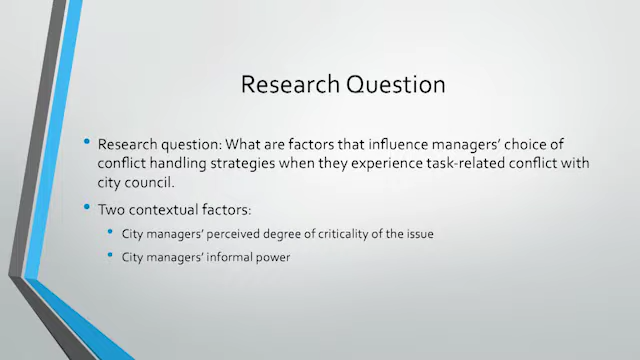 Research Question
• Research question: What are factors that influence managers’ choice of
conflict handling strategies when they experience task-related conflict with
city council.
• Two contextual factors:
• City managers’ perceived degree of criticality of the issue
• City managers’ informal power